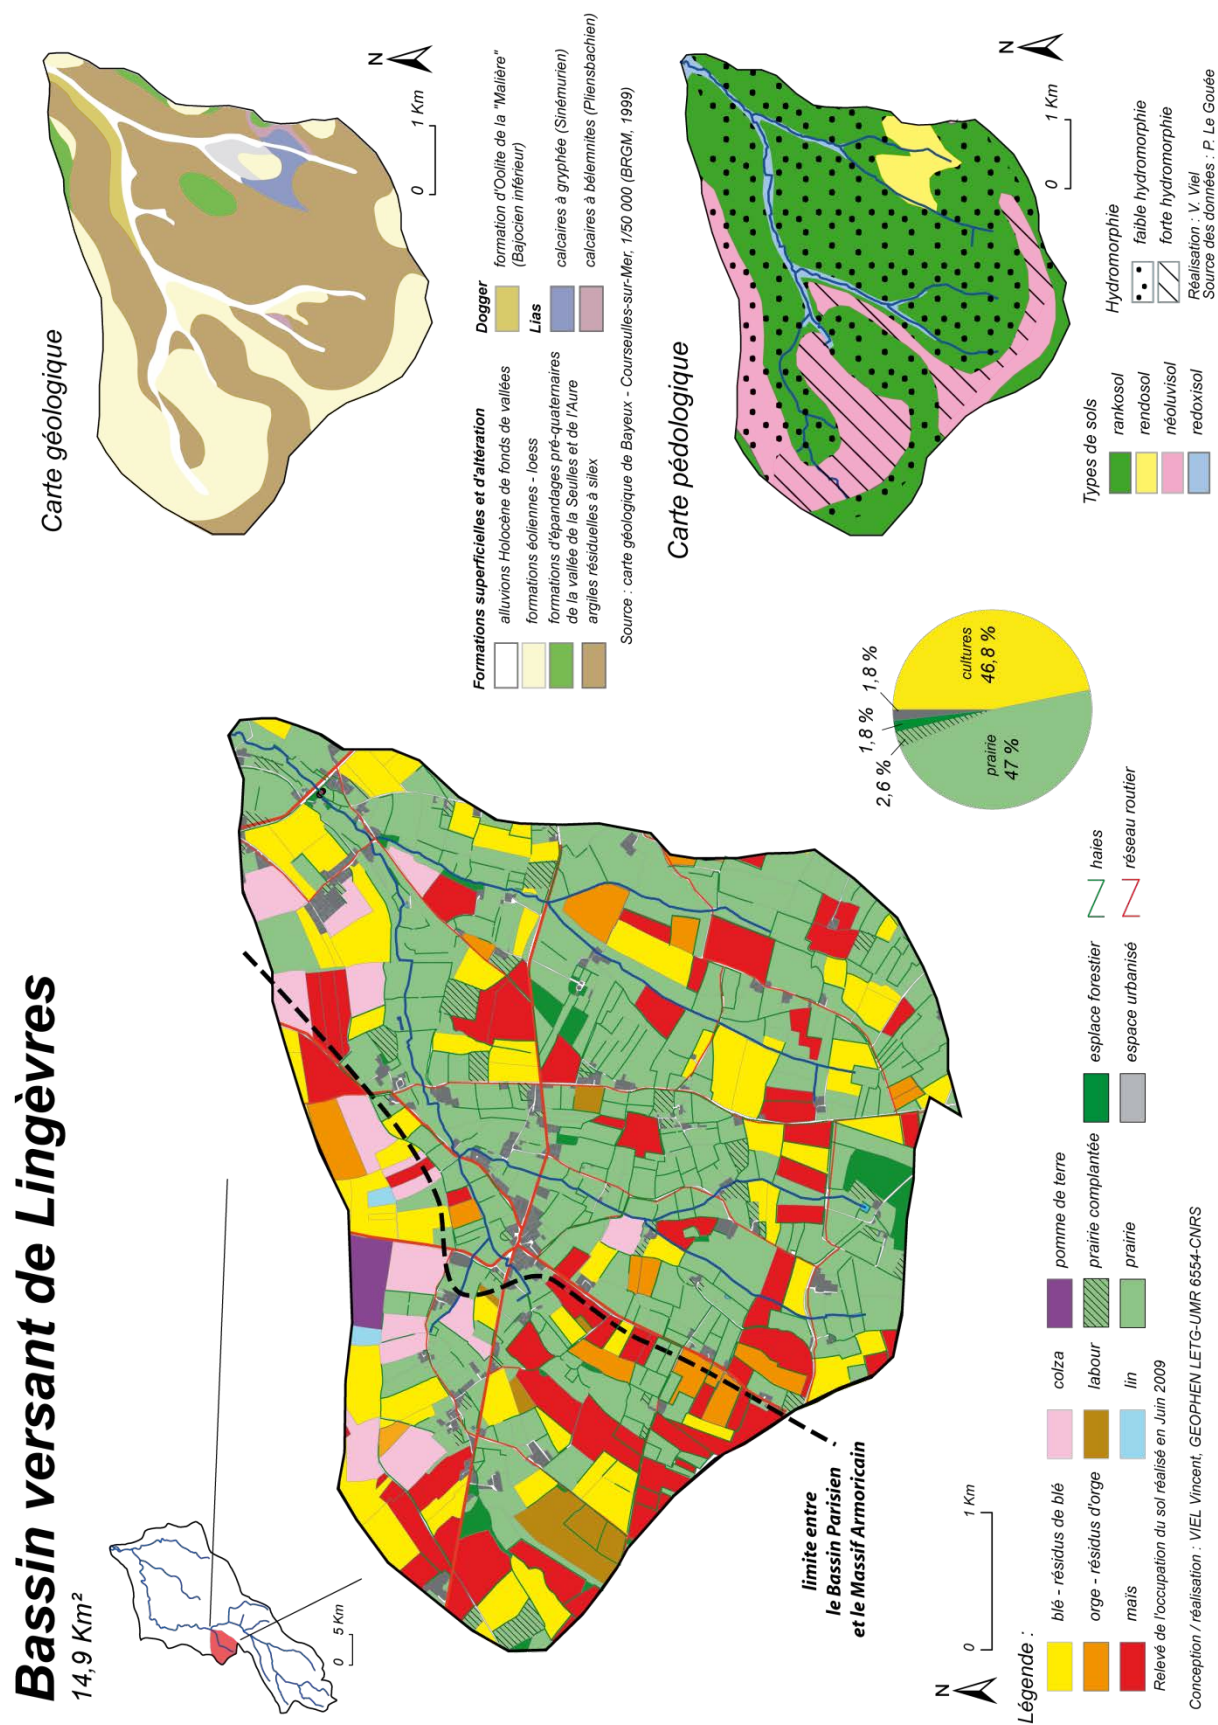 Bassin versant de Lingèvres
14,9 Km²
0 5 Km
limite entre
le Bassin Parisien
et le Massif Armoricain
N
0 1 Km
Légende :
blé - résidus de blé
orge - résidus d'orge
maïs
colza
labour
lin
pomme de terre
prairie complantée
prairie
esplace forestier
espace urbanisé
haies
réseau routier
Relevé de l'occupation du sol réalisé en Juin 2009
Conception / réalisation : VIEL Vincent, GEOPHEN LETG-UMR 6554-CNRS
2,6 %
1,8 %
1,8 %
cultures
46,8 %
prairie
47 %
Carte géologique
N
0 1 Km
Formations superficielles et d'altération
alluvions Holocène de fonds de vallées
formations éoliennes - loess
formations d'épandages pré-quaternaires
de la vallée de la Seulles et de l'Aure
argiles résiduelles à silex
Dogger
formation d'Oolite de la "Malière"
(Bajocien inférieur)
Lias
calcaires à gryphée (Sinémurien)
calcaires à bélemnites (Pliensbachien)
Source : carte géologique de Bayeux - Courseulles-sur-Mer, 1/50 000 (BRGM, 1999)
Carte pédologique
N
0 1 Km
Types de sols
rankosol
rendosol
néoluvisol
redoxisol
Hydromorphie
faible hydromorphie
forte hydromorphie
Réalisation : V. Viel
Source des données : P. Le Gouée